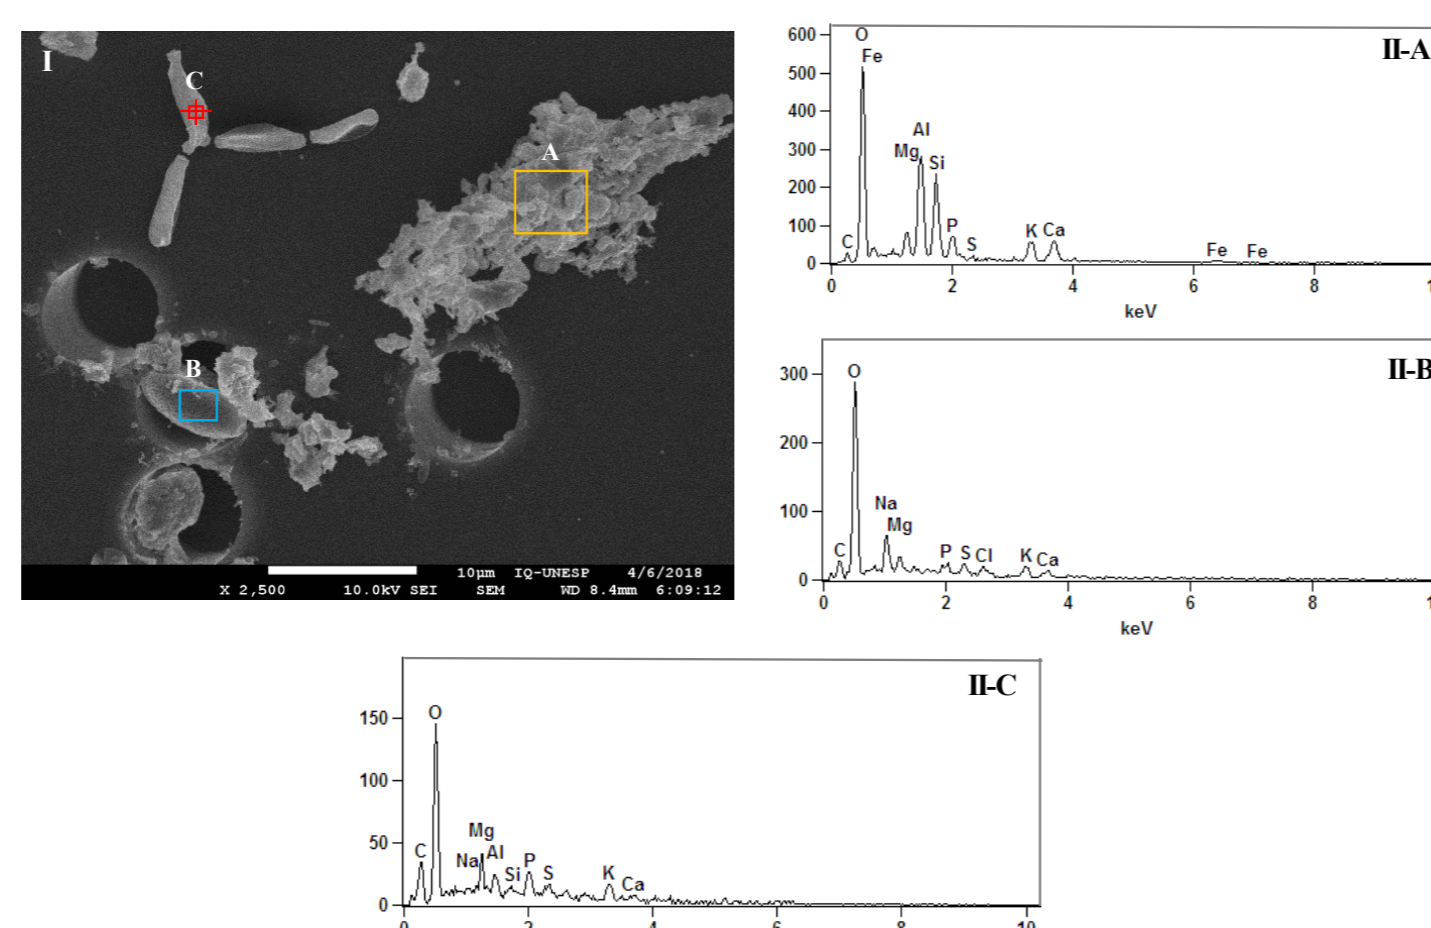 I
C
A
B
10µm IQ-UNESP 4/6/2018
X 2,500 10.0kV SEI SEM WD 8.4mm 6:09:12
II-A
600
500
400
300
200
100
0
O
Fe
Al
Mg
Si
P
S
C
K
Ca
Fe
Fe
0 2 4 6 8 1
keV
II-B
300
200
100
0
O
Na
Mg
C
P
S
Cl
K
Ca
0 2 4 6 8 1
keV
II-C
150
100
50
0
O
C
Mg
Na
Al
Si
P
S
K
Ca
0 2 4 6 8 10